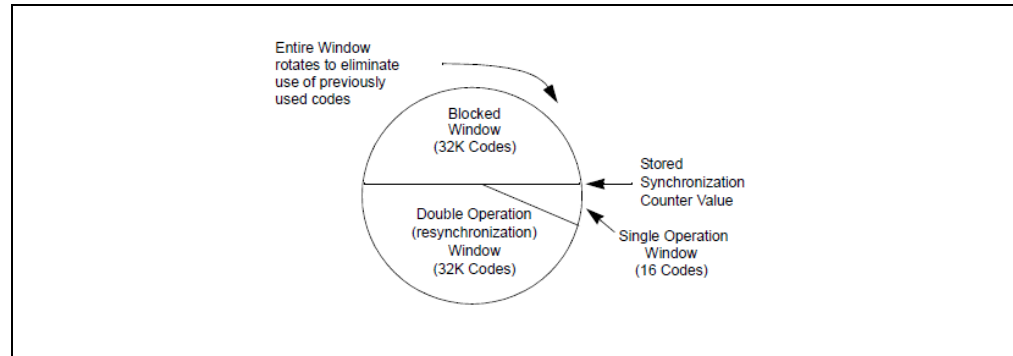 Entire Window
rotates to eliminate
use of previously
used codes
Blocked
Window
(32K Codes)
Stored
Synchronization
Counter Value
Double Operation
(resynchronization)
Window
(32K Codes)
Single Operation
Window
(16 Codes)